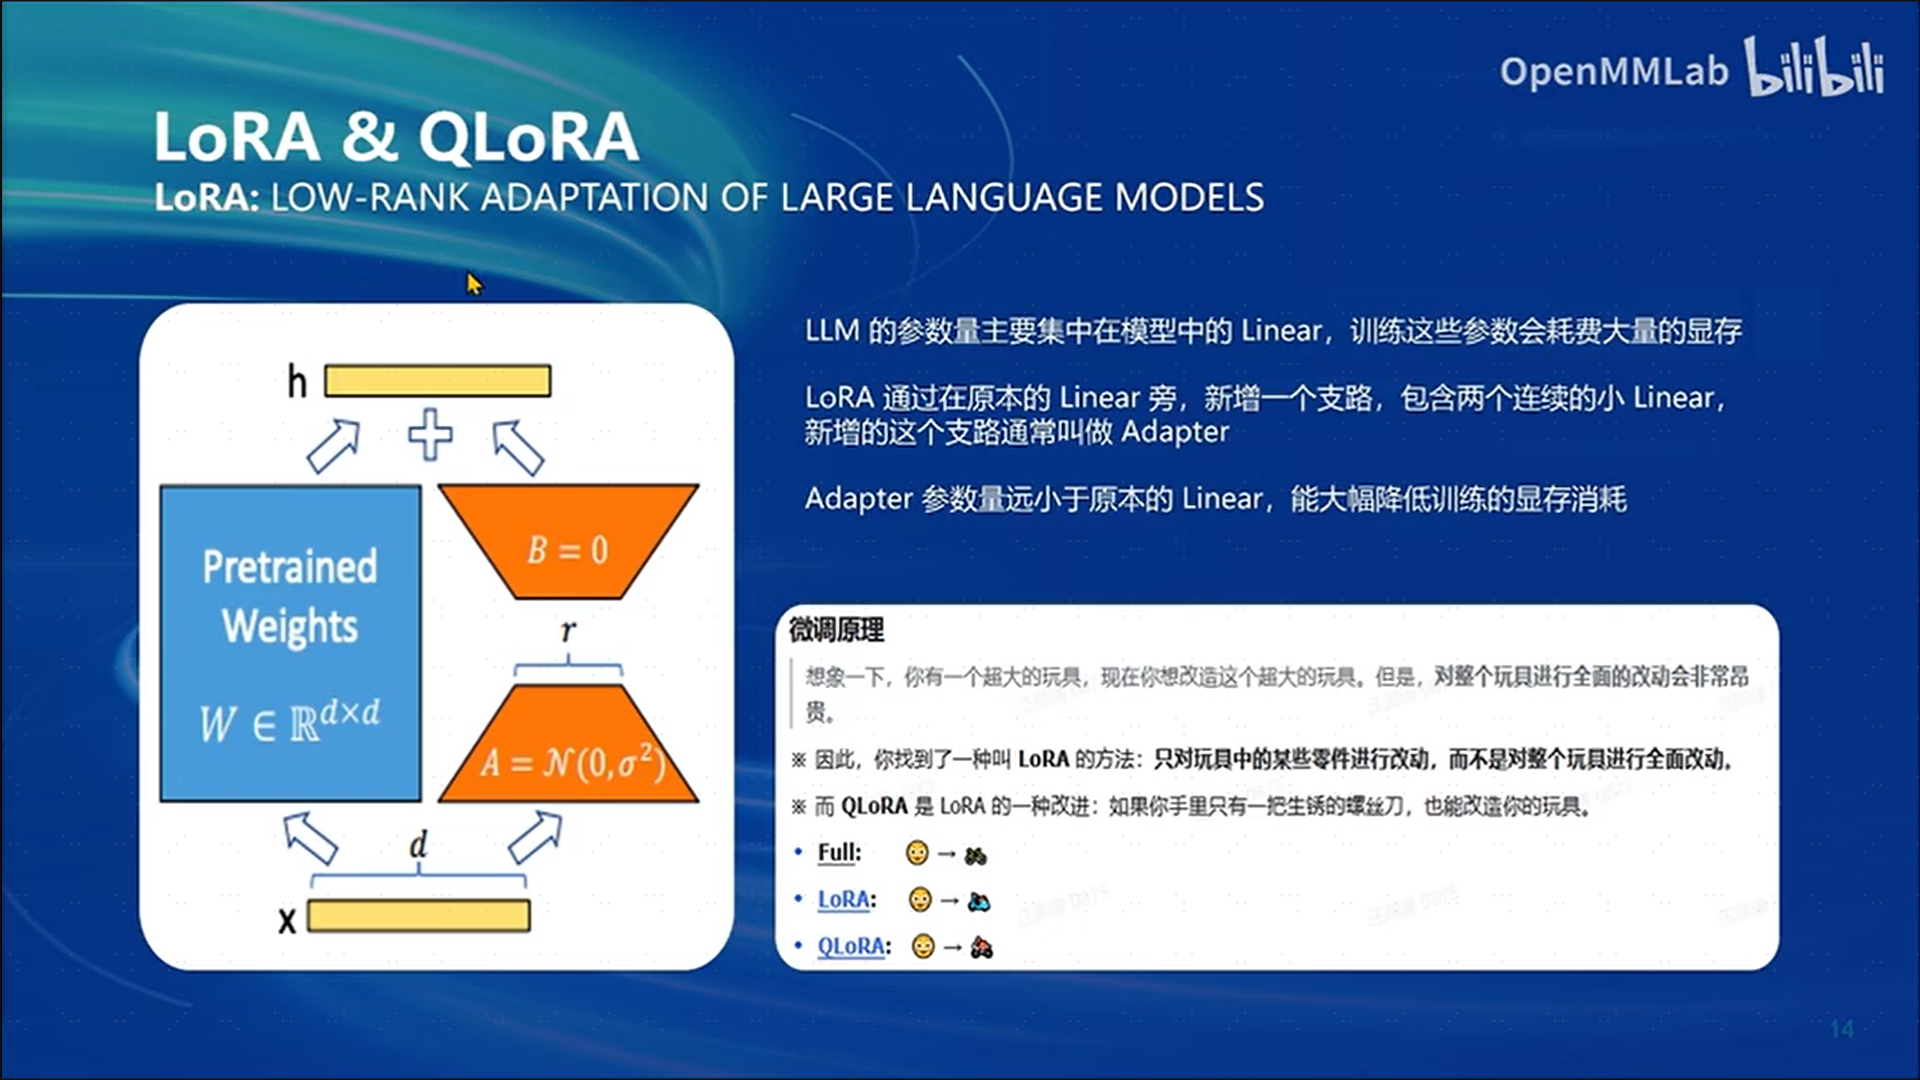 OpenMMLab bilibili
LoRA & QLoRA
LoRA: LOW-RANK ADAPTATION OF LARGE LANGUAGE MODELS
h
Pretrained
Weights
W ∈ ℝ^{d×d}
B = 0
r
A = 𝒩(0,σ²)
d
x
LLM 的参数量主要集中在模型中的 Linear，训练这些参数会耗费大量的显存
LoRA 通过在原本的 Linear 旁，新增一个支路，包含两个连续的小 Linear，
新增的这个支路通常叫做 Adapter
Adapter 参数量远小于原本的 Linear，能大幅降低训练的显存消耗
微调原理
想象一下，你有一个超大的玩具，现在你想改造这个超大的玩具。但是，对整个玩具进行全面的改动会非常昂
贵。
※ 因此，你找到了一种叫 LoRA 的方法：只对玩具中的某些零件进行改动，而不是对整个玩具进行全面改动。
※ 而 QLoRA 是 LoRA 的一种改进：如果你手里只有一把生锈的螺丝刀，也能改造你的玩具。
• Full: 😳 → 🚲
• LoRA: 😳 → 🛵
• QLoRA: 😳 → 🏍
14